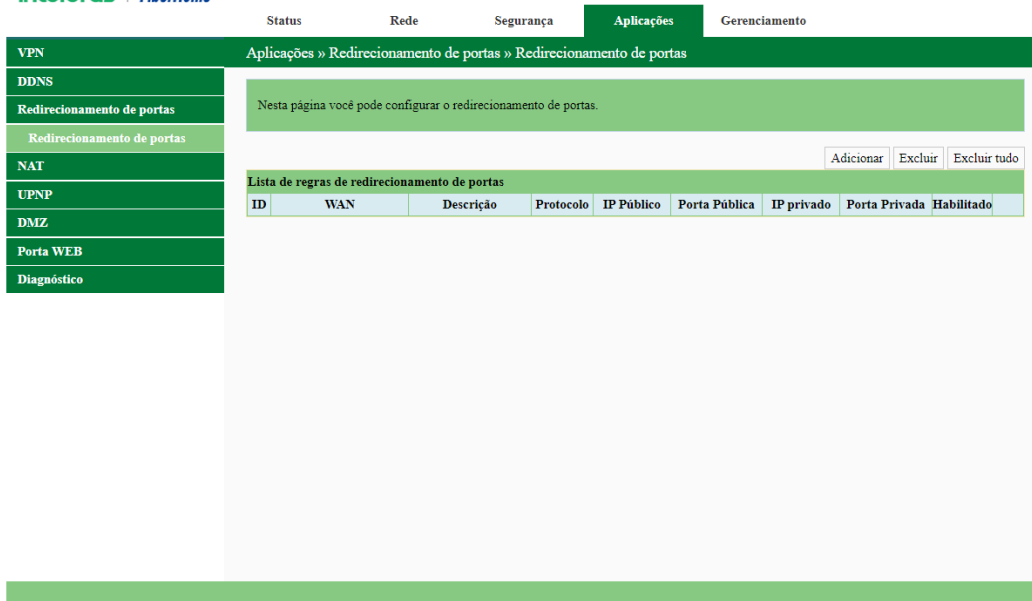 Status Rede Segurança Aplicações Gerenciamento
VPN
Aplicações » Redirecionamento de portas » Redirecionamento de portas
DDNS
Redirecionamento de portas
Redirecionamento de portas
NAT
UPNP
DMZ
Porta WEB
Diagnóstico
Nesta página você pode configurar o redirecionamento de portas.
Adicionar Excluir Excluir tudo
Lista de regras de redirecionamento de portas
ID WAN Descrição Protocolo IP Público Porta Pública IP privado Porta Privada Habilitado